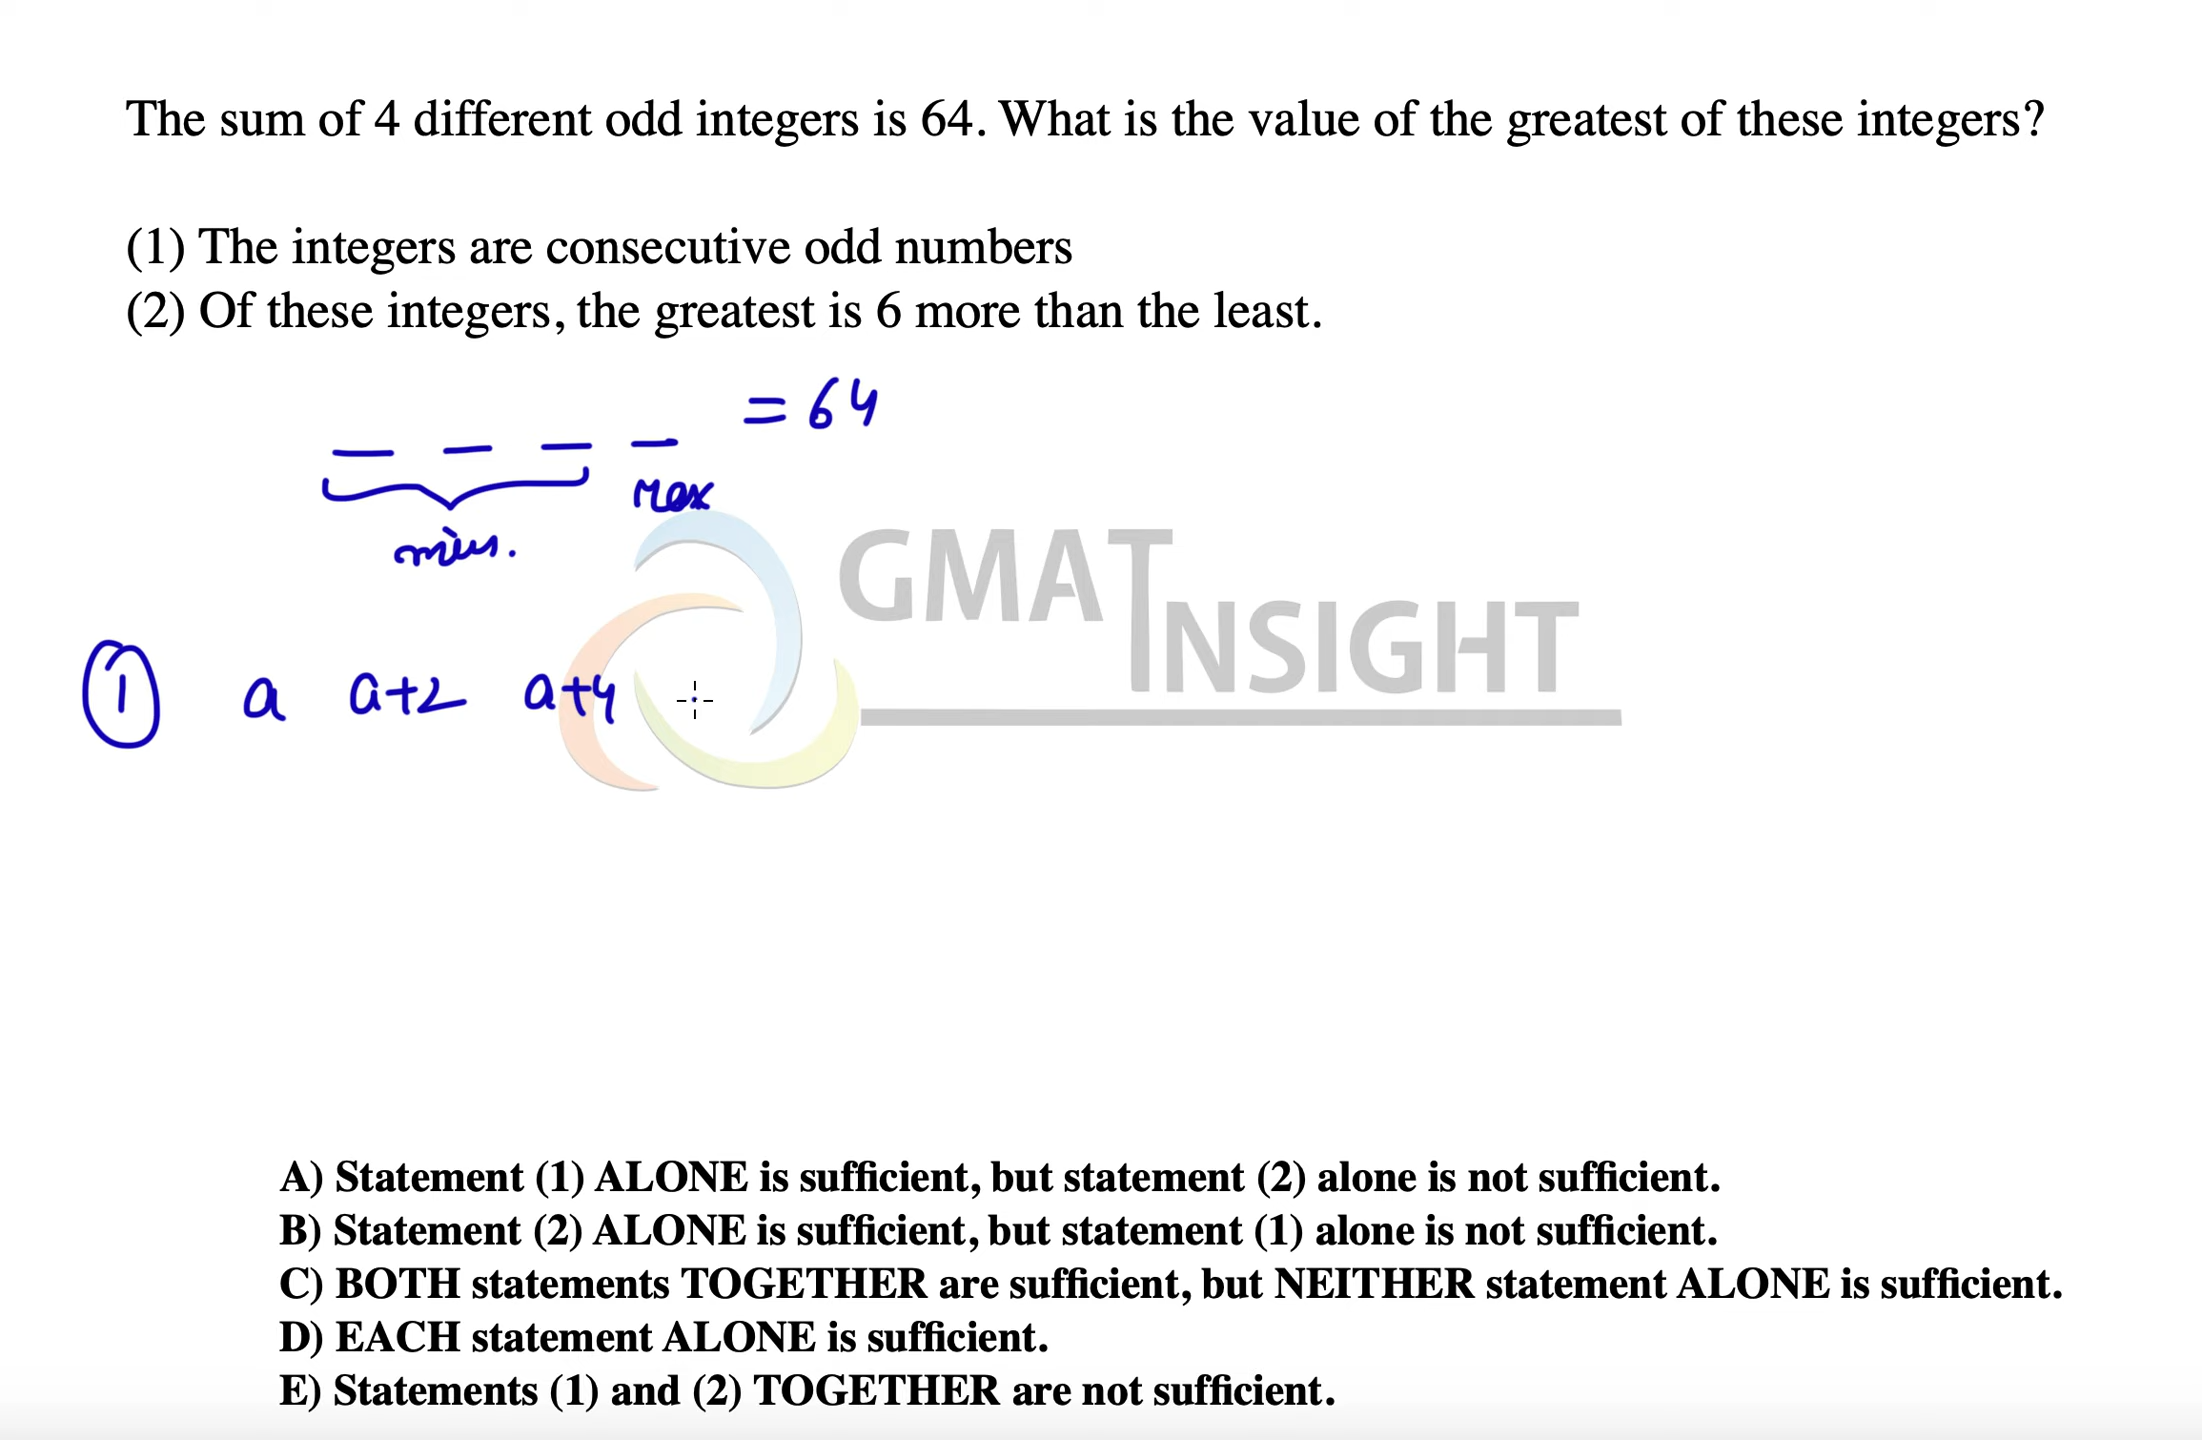 The sum of 4 different odd integers is 64. What is the value of the greatest of these integers?
(1) The integers are consecutive odd numbers
(2) Of these integers, the greatest is 6 more than the least.
_ _ _ _ = 64
Max
min.
GMAT INSIGHT
1 a a+2 a+4
A) Statement (1) ALONE is sufficient, but statement (2) alone is not sufficient.
B) Statement (2) ALONE is sufficient, but statement (1) alone is not sufficient.
C) BOTH statements TOGETHER are sufficient, but NEITHER statement ALONE is sufficient.
D) EACH statement ALONE is sufficient.
E) Statements (1) and (2) TOGETHER are not sufficient.